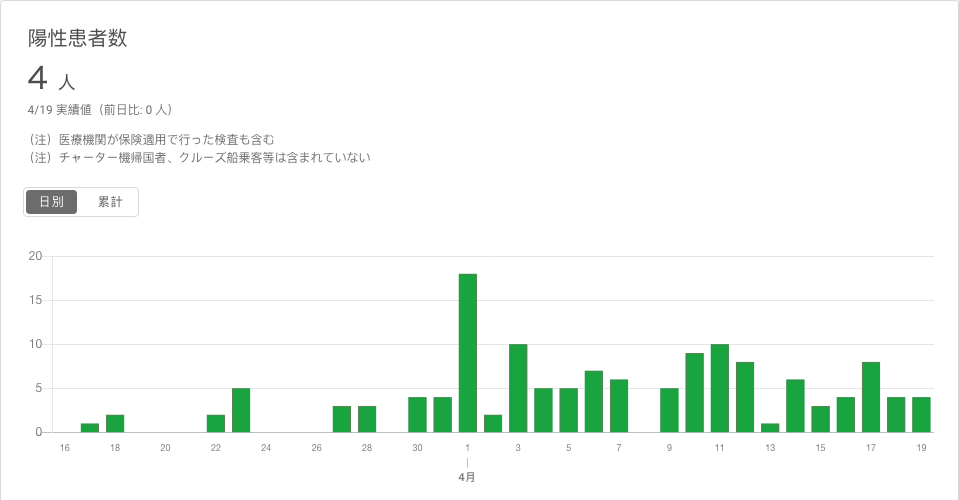 陽性患者数
4 人
4/19 実績値（前日比: 0 人）
（注）医療機関が保険適用で行った検査も含む
（注）チャーター機帰国者、クルーズ船乗客等は含まれていない
日別 累計
20
15
10
5
0
16 18 20 22 24 26 28 30 1 3 5 7 9 11 13 15 17 19
4月